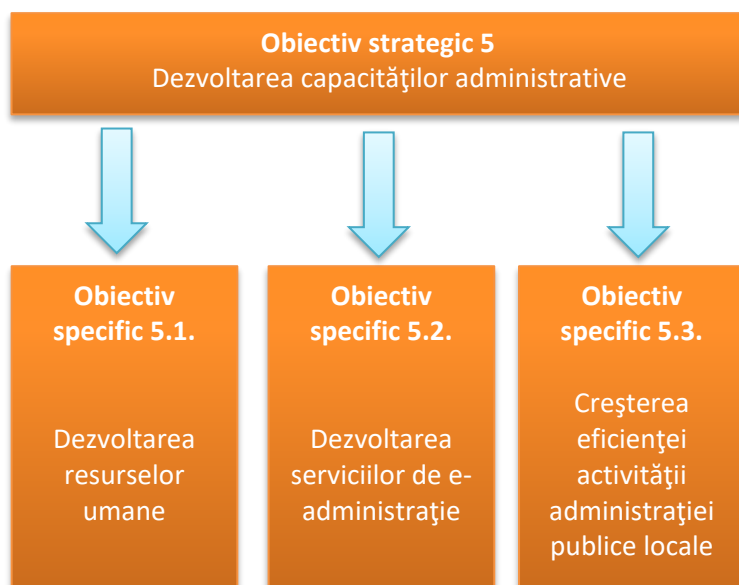 Obiectiv strategic 5
Dezvoltarea capacităţilor administrative
Obiectiv
specific 5.1.
Dezvoltarea
resurselor
umane
Obiectiv
specific 5.2.
Dezvoltarea
serviciilor de e-
administraţie
Obiectiv
specific 5.3.
Creşterea
eficienţei
activităţii
administraţiei
publice locale